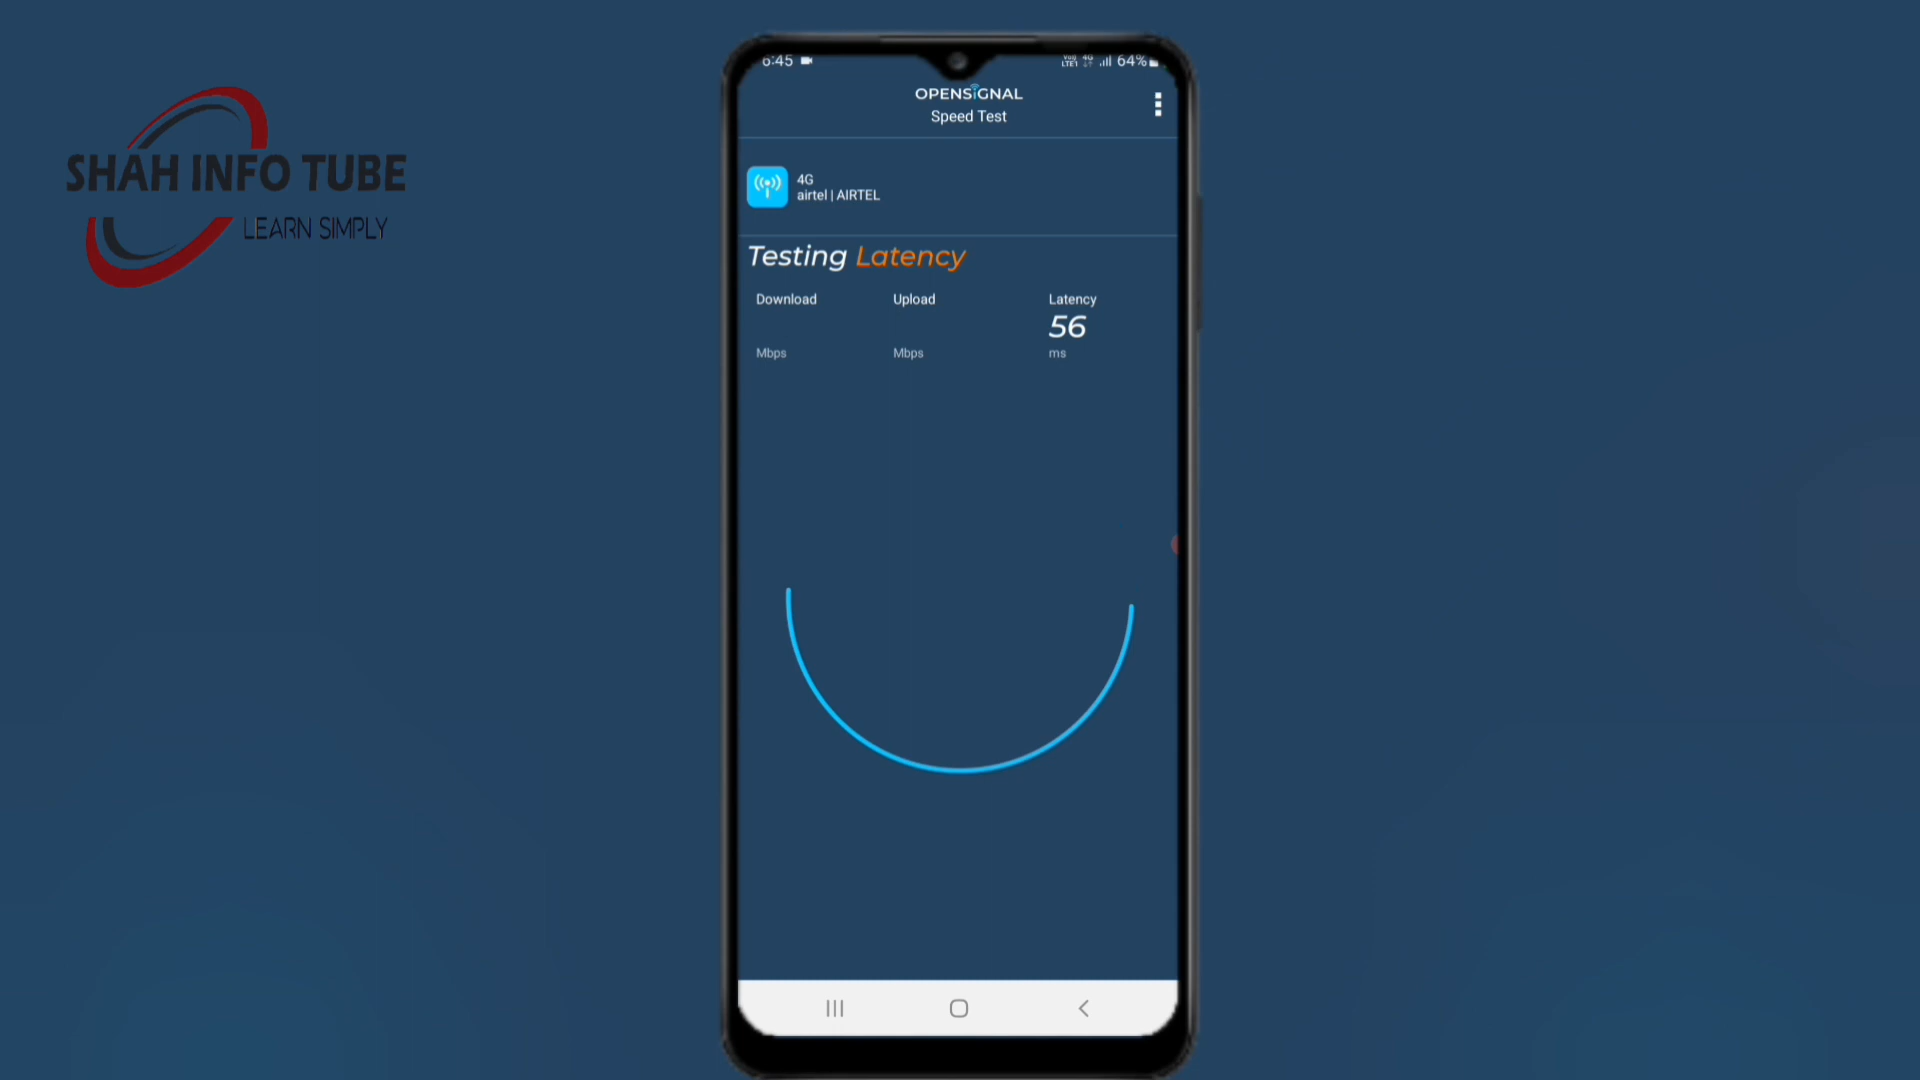 SHAH INFO TUBE
LEARN SIMPLY
6:45 64%
OPENSIGNAL
Speed Test
4G
airtel | AIRTEL
Testing Latency
Download Upload Latency
56
Mbps Mbps ms